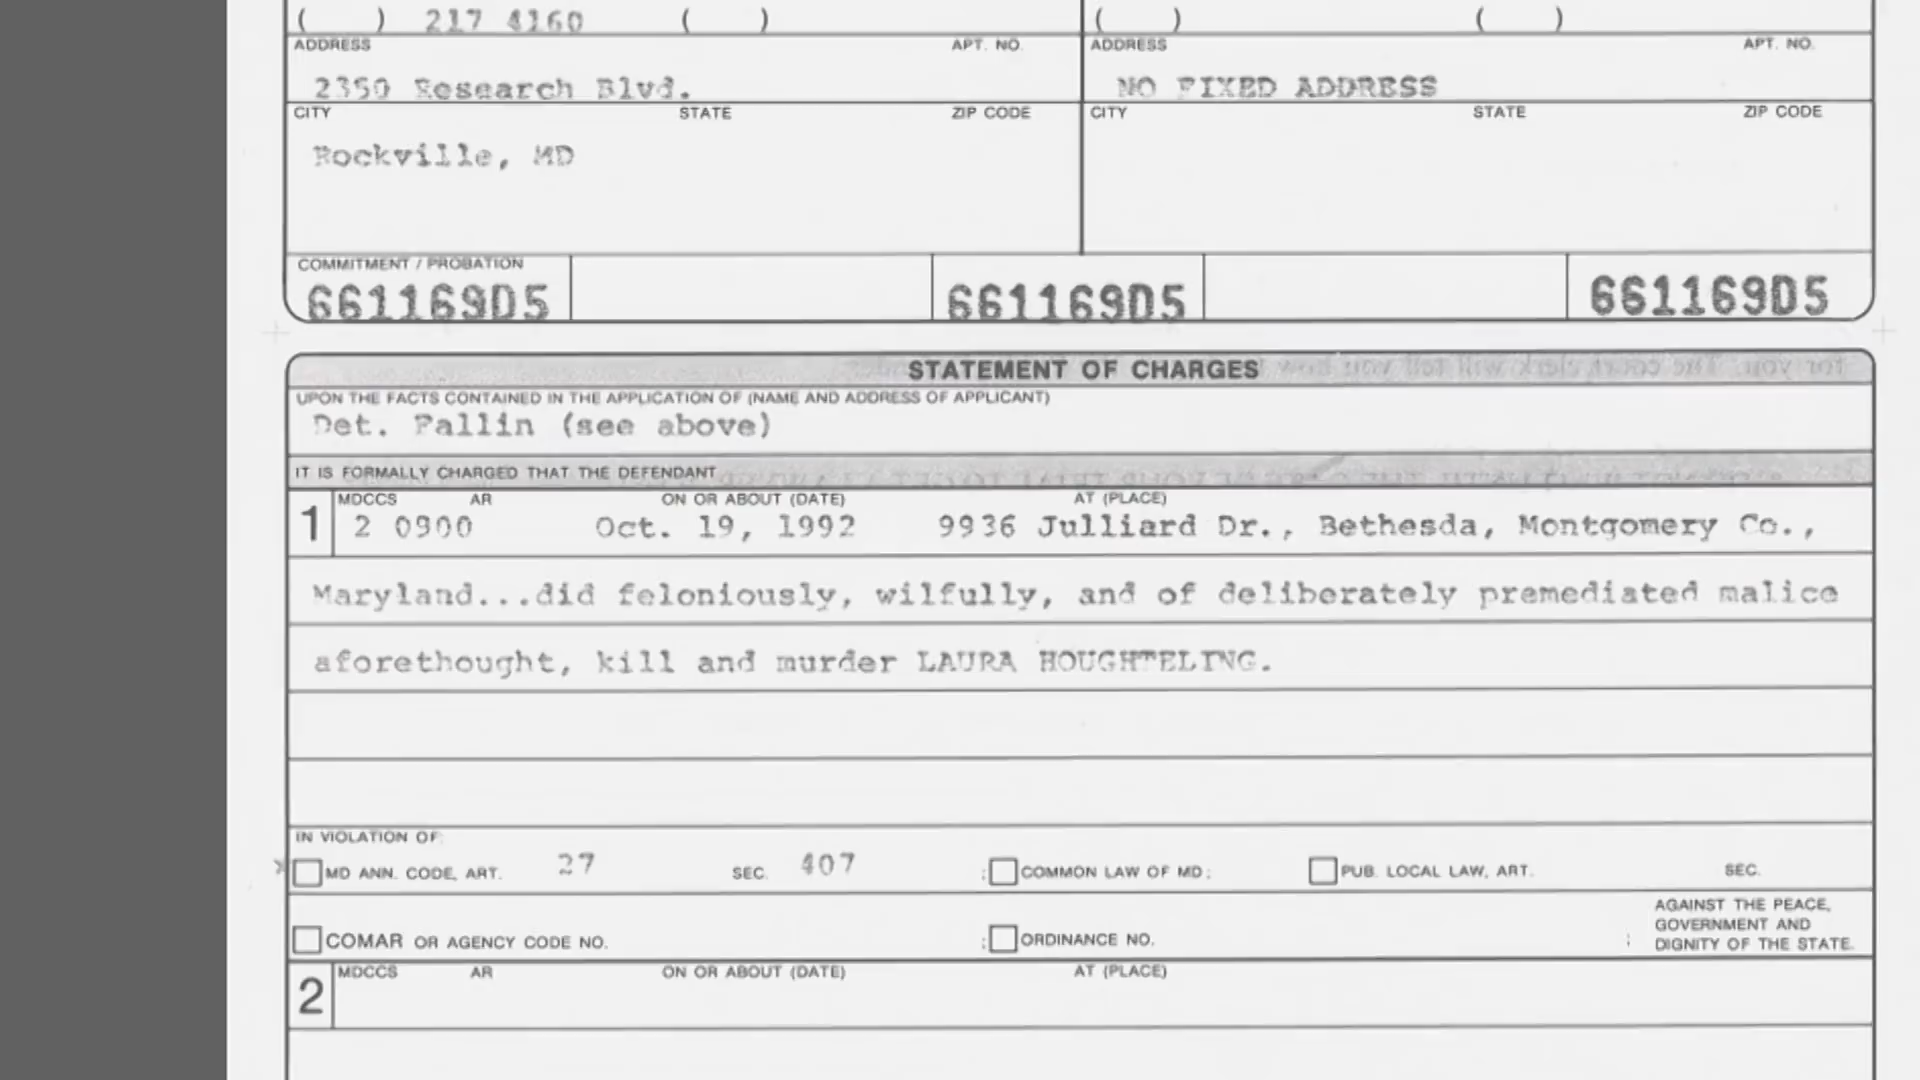 ( ) 217 4160 ( ) ( ) ( )
ADDRESS APT. NO. ADDRESS APT. NO.
2350 Research Blvd. NO FIXED ADDRESS
CITY STATE ZIP CODE CITY STATE ZIP CODE
Rockville, MD
COMMITMENT / PROBATION
661169D5 661169D5 661169D5
STATEMENT OF CHARGES
UPON THE FACTS CONTAINED IN THE APPLICATION OF (NAME AND ADDRESS OF APPLICANT)
Det. Fallin (see above)
IT IS FORMALLY CHARGED THAT THE DEFENDANT
1 MDCCS AR ON OR ABOUT (DATE) AT (PLACE)
2 0900 Oct. 19, 1992 9936 Julliard Dr., Bethesda, Montgomery Co.,
Maryland...did feloniously, wilfully, and of deliberately premediated malice
aforethought, kill and murder LAURA HOUGHTELING.
IN VIOLATION OF:
x MD ANN. CODE, ART. 27 SEC. 407 ; COMMON LAW OF MD ; PUB. LOCAL LAW, ART. SEC.
COMAR OR AGENCY CODE NO. ; ORDINANCE NO. ; AGAINST THE PEACE,
GOVERNMENT AND
DIGNITY OF THE STATE.
2 MDCCS AR ON OR ABOUT (DATE) AT (PLACE)